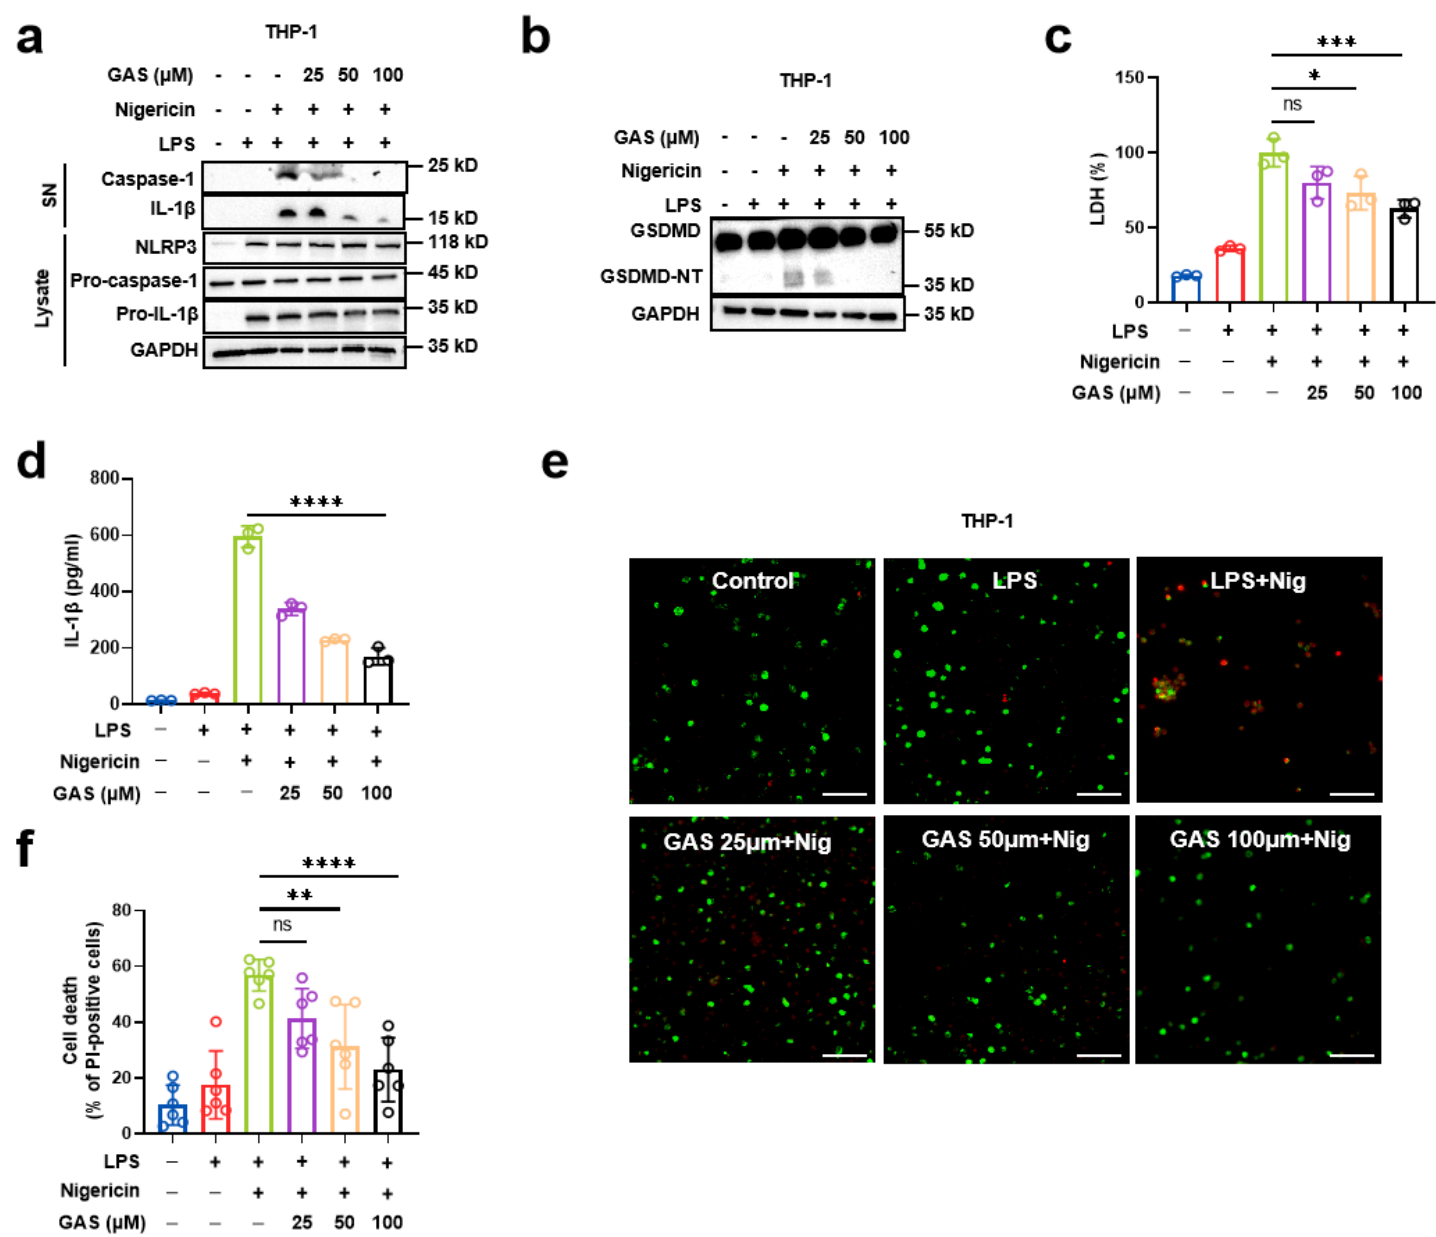 a
THP-1
GAS (µM) - - - 25 50 100
Nigericin - - + + + +
LPS - + + + + +
SN
Caspase-1 25 kD
IL-1β 15 kD
Lysate
NLRP3 118 kD
Pro-caspase-1 45 kD
Pro-IL-1β 35 kD
GAPDH 35 kD
b
THP-1
GAS (µM) - - - 25 50 100
Nigericin - - + + + +
LPS - + + + + +
GSDMD 55 kD
GSDMD-NT 35 kD
GAPDH 35 kD
c
***
*
ns
LDH (%)
150
100
50
0
LPS – + + + + +
Nigericin – – + + + +
GAS (µM) – – – 25 50 100
d
****
IL-1β (pg/ml)
800
600
400
200
0
LPS – + + + + +
Nigericin – – + + + +
GAS (µM) – – – 25 50 100
e
THP-1
Control LPS LPS+Nig
GAS 25µm+Nig GAS 50µm+Nig GAS 100µm+Nig
f
****
**
ns
Cell death
(% of PI-positive cells)
80
60
40
20
0
LPS – + + + + +
Nigericin – – + + + +
GAS (µM) – – – 25 50 100